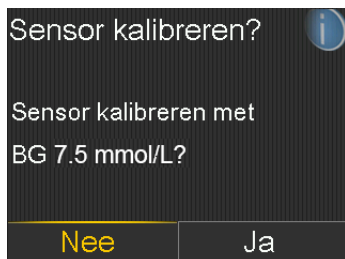 Sensor kalibreren?
Sensor kalibreren met
BG 7.5 mmol/L?
Nee
Ja